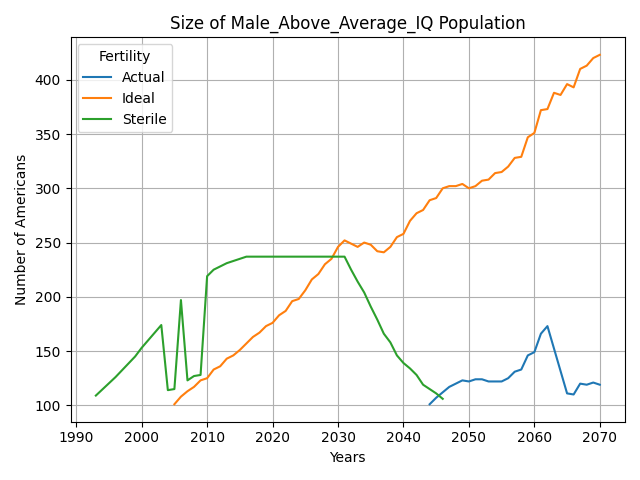 Size of Male_Above_Average_IQ Population
Fertility
Actual
Ideal
Sterile
Number of Americans
400
350
300
250
200
150
100
1990 2000 2010 2020 2030 2040 2050 2060 2070
Years